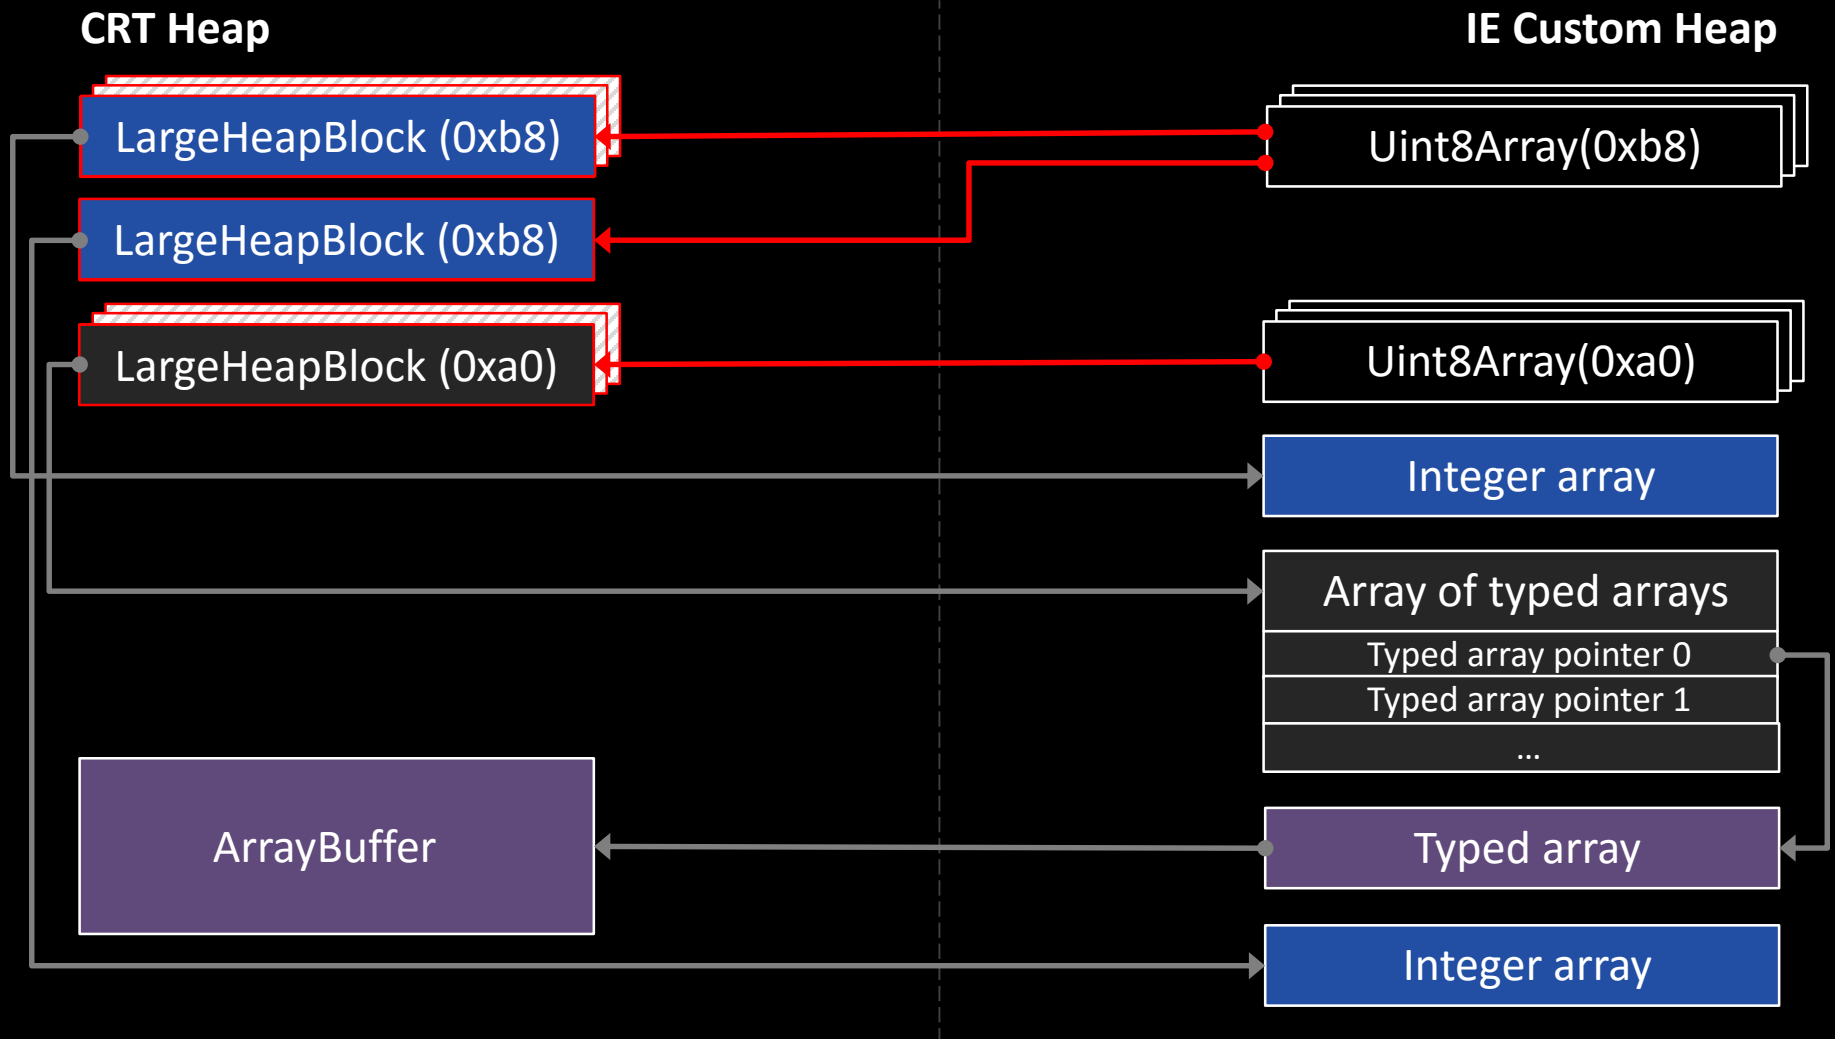 CRT Heap
IE Custom Heap
LargeHeapBlock (0xb8)
Uint8Array(0xb8)
LargeHeapBlock (0xb8)
LargeHeapBlock (0xa0)
Uint8Array(0xa0)
Integer array
Array of typed arrays
Typed array pointer 0
Typed array pointer 1
…
ArrayBuffer
Typed array
Integer array